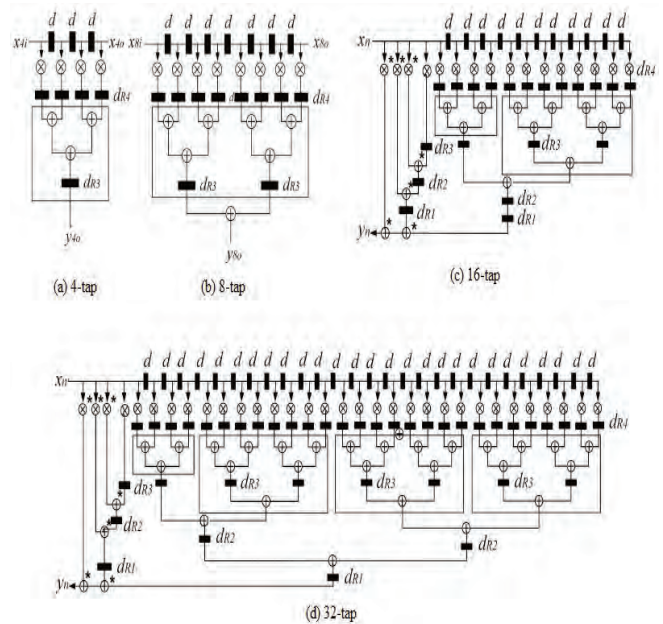 d d d
x4i x4o
dR4
dR3
y4o
(a) 4-tap
d d d d d d d
x8i x8o
dR4
dR3 dR3
y8o
(b) 8-tap
d d d d d d d d d d d
xn
* * *
dR4
dR3
dR3
* dR2
* dR1
dR2
dR1
yn * *
(c) 16-tap
d d d d d d d d d d d d d d d d d d d d d d d d d d d
xn
* * *
dR4
dR3 dR3 dR3 dR3
* dR2
dR2 dR2
* dR1
dR1
yn * *
(d) 32-tap